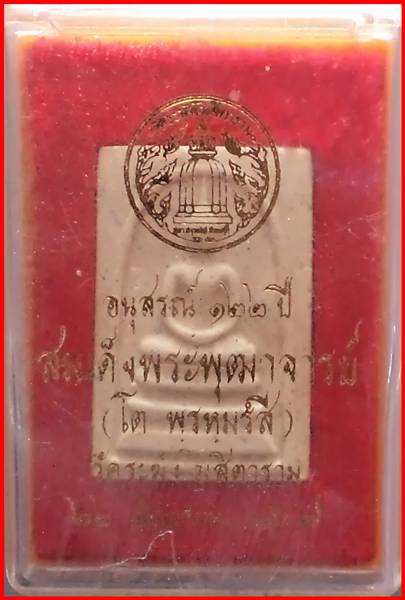 อนุสรณ์ ๑๒๒ ปี
สมเด็จพระพุฒาจารย์
(โต พรหมรังสี)
วัดระฆังโฆสิตาราม
๒๒